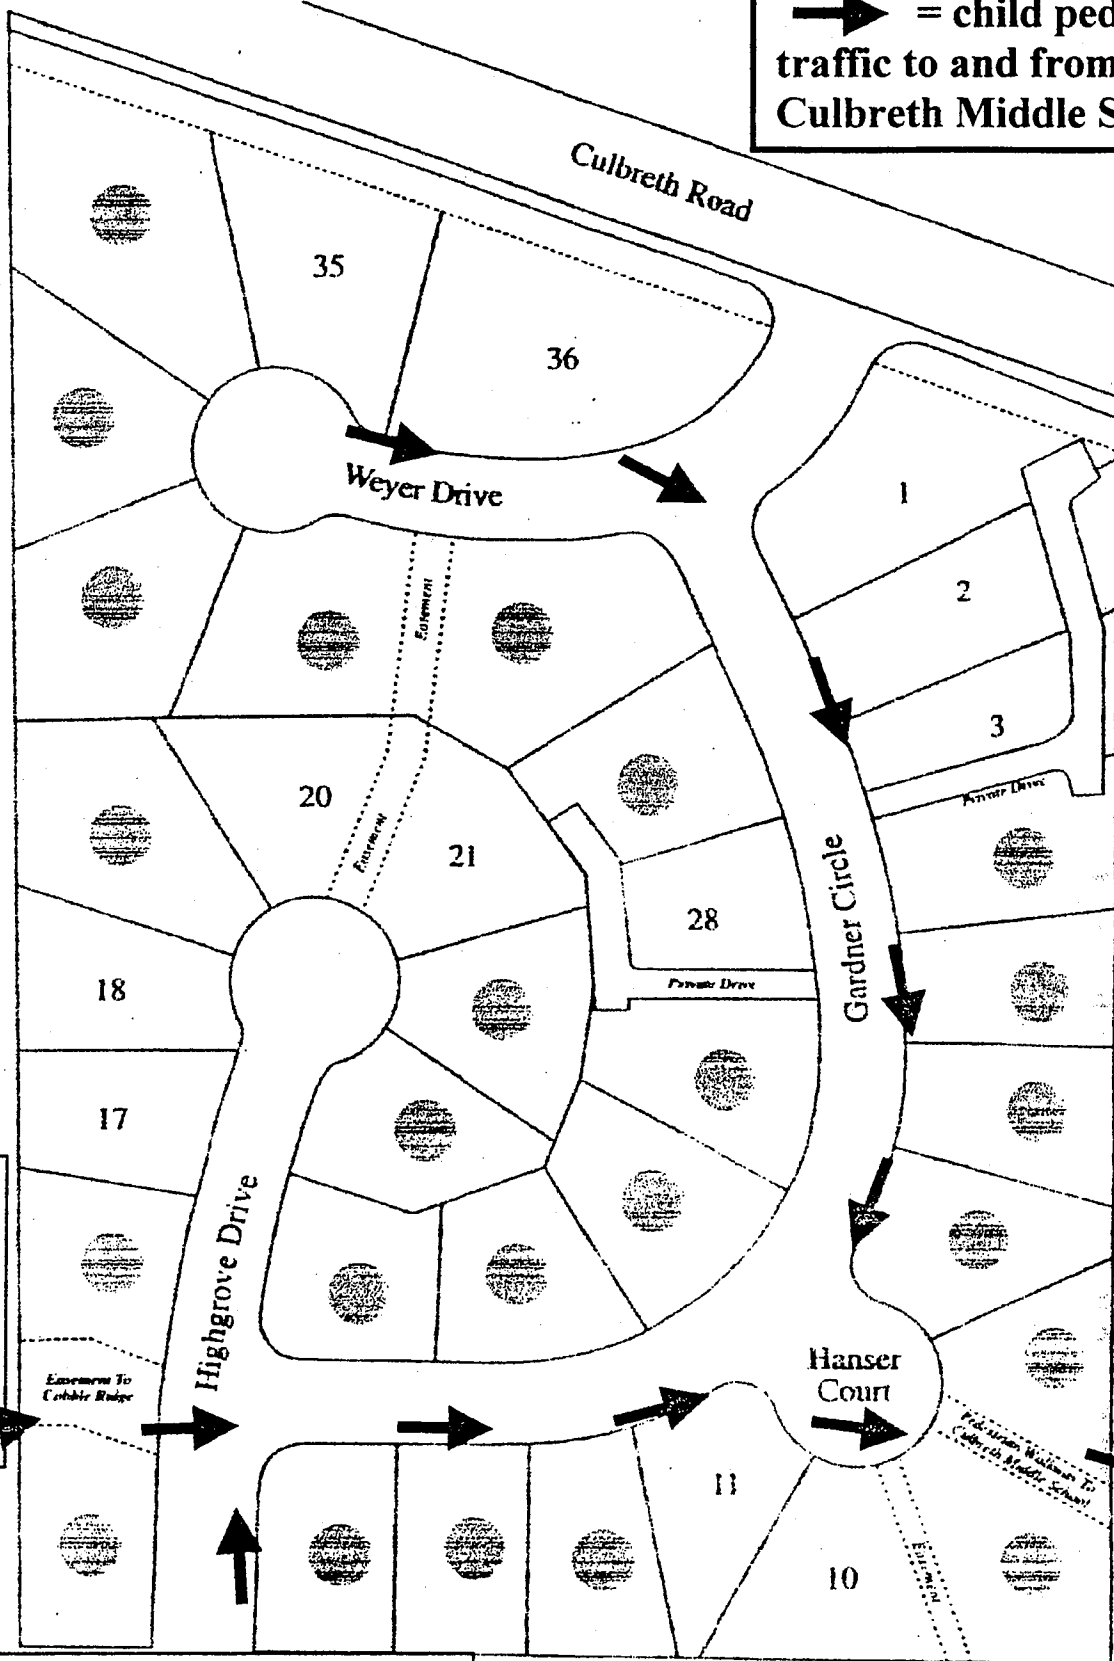 = child ped
traffic to and from
Culbreth Middle S
Culbreth Road
35
36
1
Weyer Drive
2
Easement
3
Private Drive
20
Easement
21
28
Gardner Circle
Private Drive
18
17
Highgrove Drive
Easement To
Cobble Ridge
Hanser
Court
Pedestrian Walkway To
Culbreth Middle School
11
10
Easement